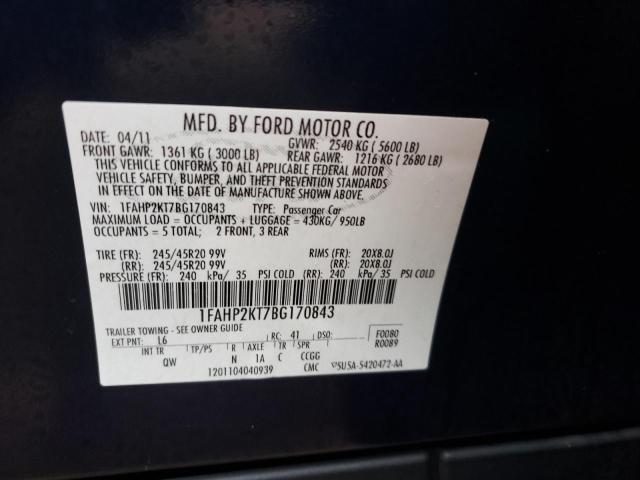 MFD. BY FORD MOTOR CO.
DATE: 04/11 GVWR: 2540 KG ( 5600 LB)
FRONT GAWR: 1361 KG ( 3000 LB) REAR GAWR: 1216 KG ( 2680 LB)
THIS VEHICLE CONFORMS TO ALL APPLICABLE FEDERAL MOTOR
VEHICLE SAFETY, BUMPER, AND THEFT PREVENTION STANDARDS
IN EFFECT ON THE DATE OF MANUFACTURE SHOWN ABOVE.
VIN: 1FAHP2KT7BG170843 TYPE: Passenger Car
MAXIMUM LOAD = OCCUPANTS + LUGGAGE = 430KG/ 950LB
OCCUPANTS = 5 TOTAL; 2 FRONT, 3 REAR
TIRE (FR): 245/45R20 99V RIMS (FR): 20X8.0J
(RR): 245/45R20 99V (RR): 20X8.0J
PRESSURE (FR): 240 kPa/ 35 PSI COLD (RR): 240 kPa/ 35 PSI COLD
1FAHP2KT7BG170843
TRAILER TOWING - SEE OWNER GUIDE
EXT PNT: L6 RC: 41 DSO: F0080
INT TR TP/PS R AXLE TR SPR R0089
QW N 1A C CCGG
1201104040939 CMC 5U5A-5420472-AA